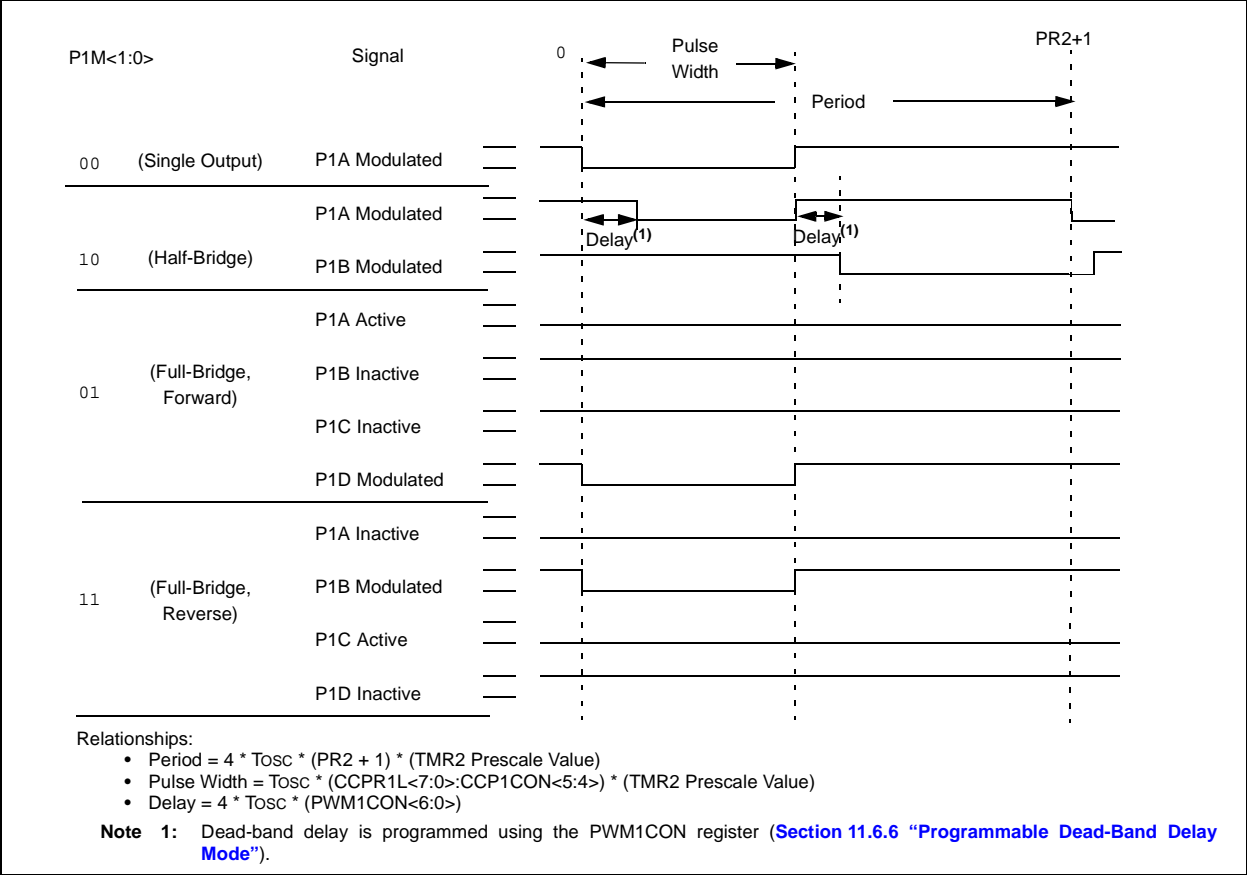 P1M<1:0>
Signal
0
Pulse
Width
PR2+1
Period
00
(Single Output)
P1A Modulated
P1A Modulated
Delay(1)
Delay(1)
10
(Half-Bridge)
P1B Modulated
P1A Active
01
(Full-Bridge,
Forward)
P1B Inactive
P1C Inactive
P1D Modulated
P1A Inactive
11
(Full-Bridge,
Reverse)
P1B Modulated
P1C Active
P1D Inactive
Relationships:
• Period = 4 * TOSC * (PR2 + 1) * (TMR2 Prescale Value)
• Pulse Width = TOSC * (CCPR1L<7:0>:CCP1CON<5:4>) * (TMR2 Prescale Value)
• Delay = 4 * TOSC * (PWM1CON<6:0>)
Note 1: Dead-band delay is programmed using the PWM1CON register (Section 11.6.6 “Programmable Dead-Band Delay
Mode”).